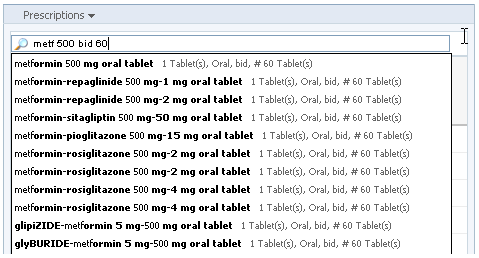 Prescriptions
metf 500 bid 60
metformin 500 mg oral tablet 1 Tablet(s), Oral, bid, # 60 Tablet(s)
metformin-repaglinide 500 mg-1 mg oral tablet 1 Tablet(s), Oral, bid, # 60 Tablet(s)
metformin-repaglinide 500 mg-2 mg oral tablet 1 Tablet(s), Oral, bid, # 60 Tablet(s)
metformin-sitagliptin 500 mg-50 mg oral tablet 1 Tablet(s), Oral, bid, # 60 Tablet(s)
metformin-pioglitazone 500 mg-15 mg oral tablet 1 Tablet(s), Oral, bid, # 60 Tablet(s)
metformin-rosiglitazone 500 mg-2 mg oral tablet 1 Tablet(s), Oral, bid, # 60 Tablet(s)
metformin-rosiglitazone 500 mg-2 mg oral tablet 1 Tablet(s), Oral, bid, # 60 Tablet(s)
metformin-rosiglitazone 500 mg-4 mg oral tablet 1 Tablet(s), Oral, bid, # 60 Tablet(s)
metformin-rosiglitazone 500 mg-4 mg oral tablet 1 Tablet(s), Oral, bid, # 60 Tablet(s)
glipiZIDE-metformin 5 mg-500 mg oral tablet 1 Tablet(s), Oral, bid, # 60 Tablet(s)
glyBURIDE-metformin 5 mg-500 mg oral tablet 1 Tablet(s), Oral, bid, # 60 Tablet(s)